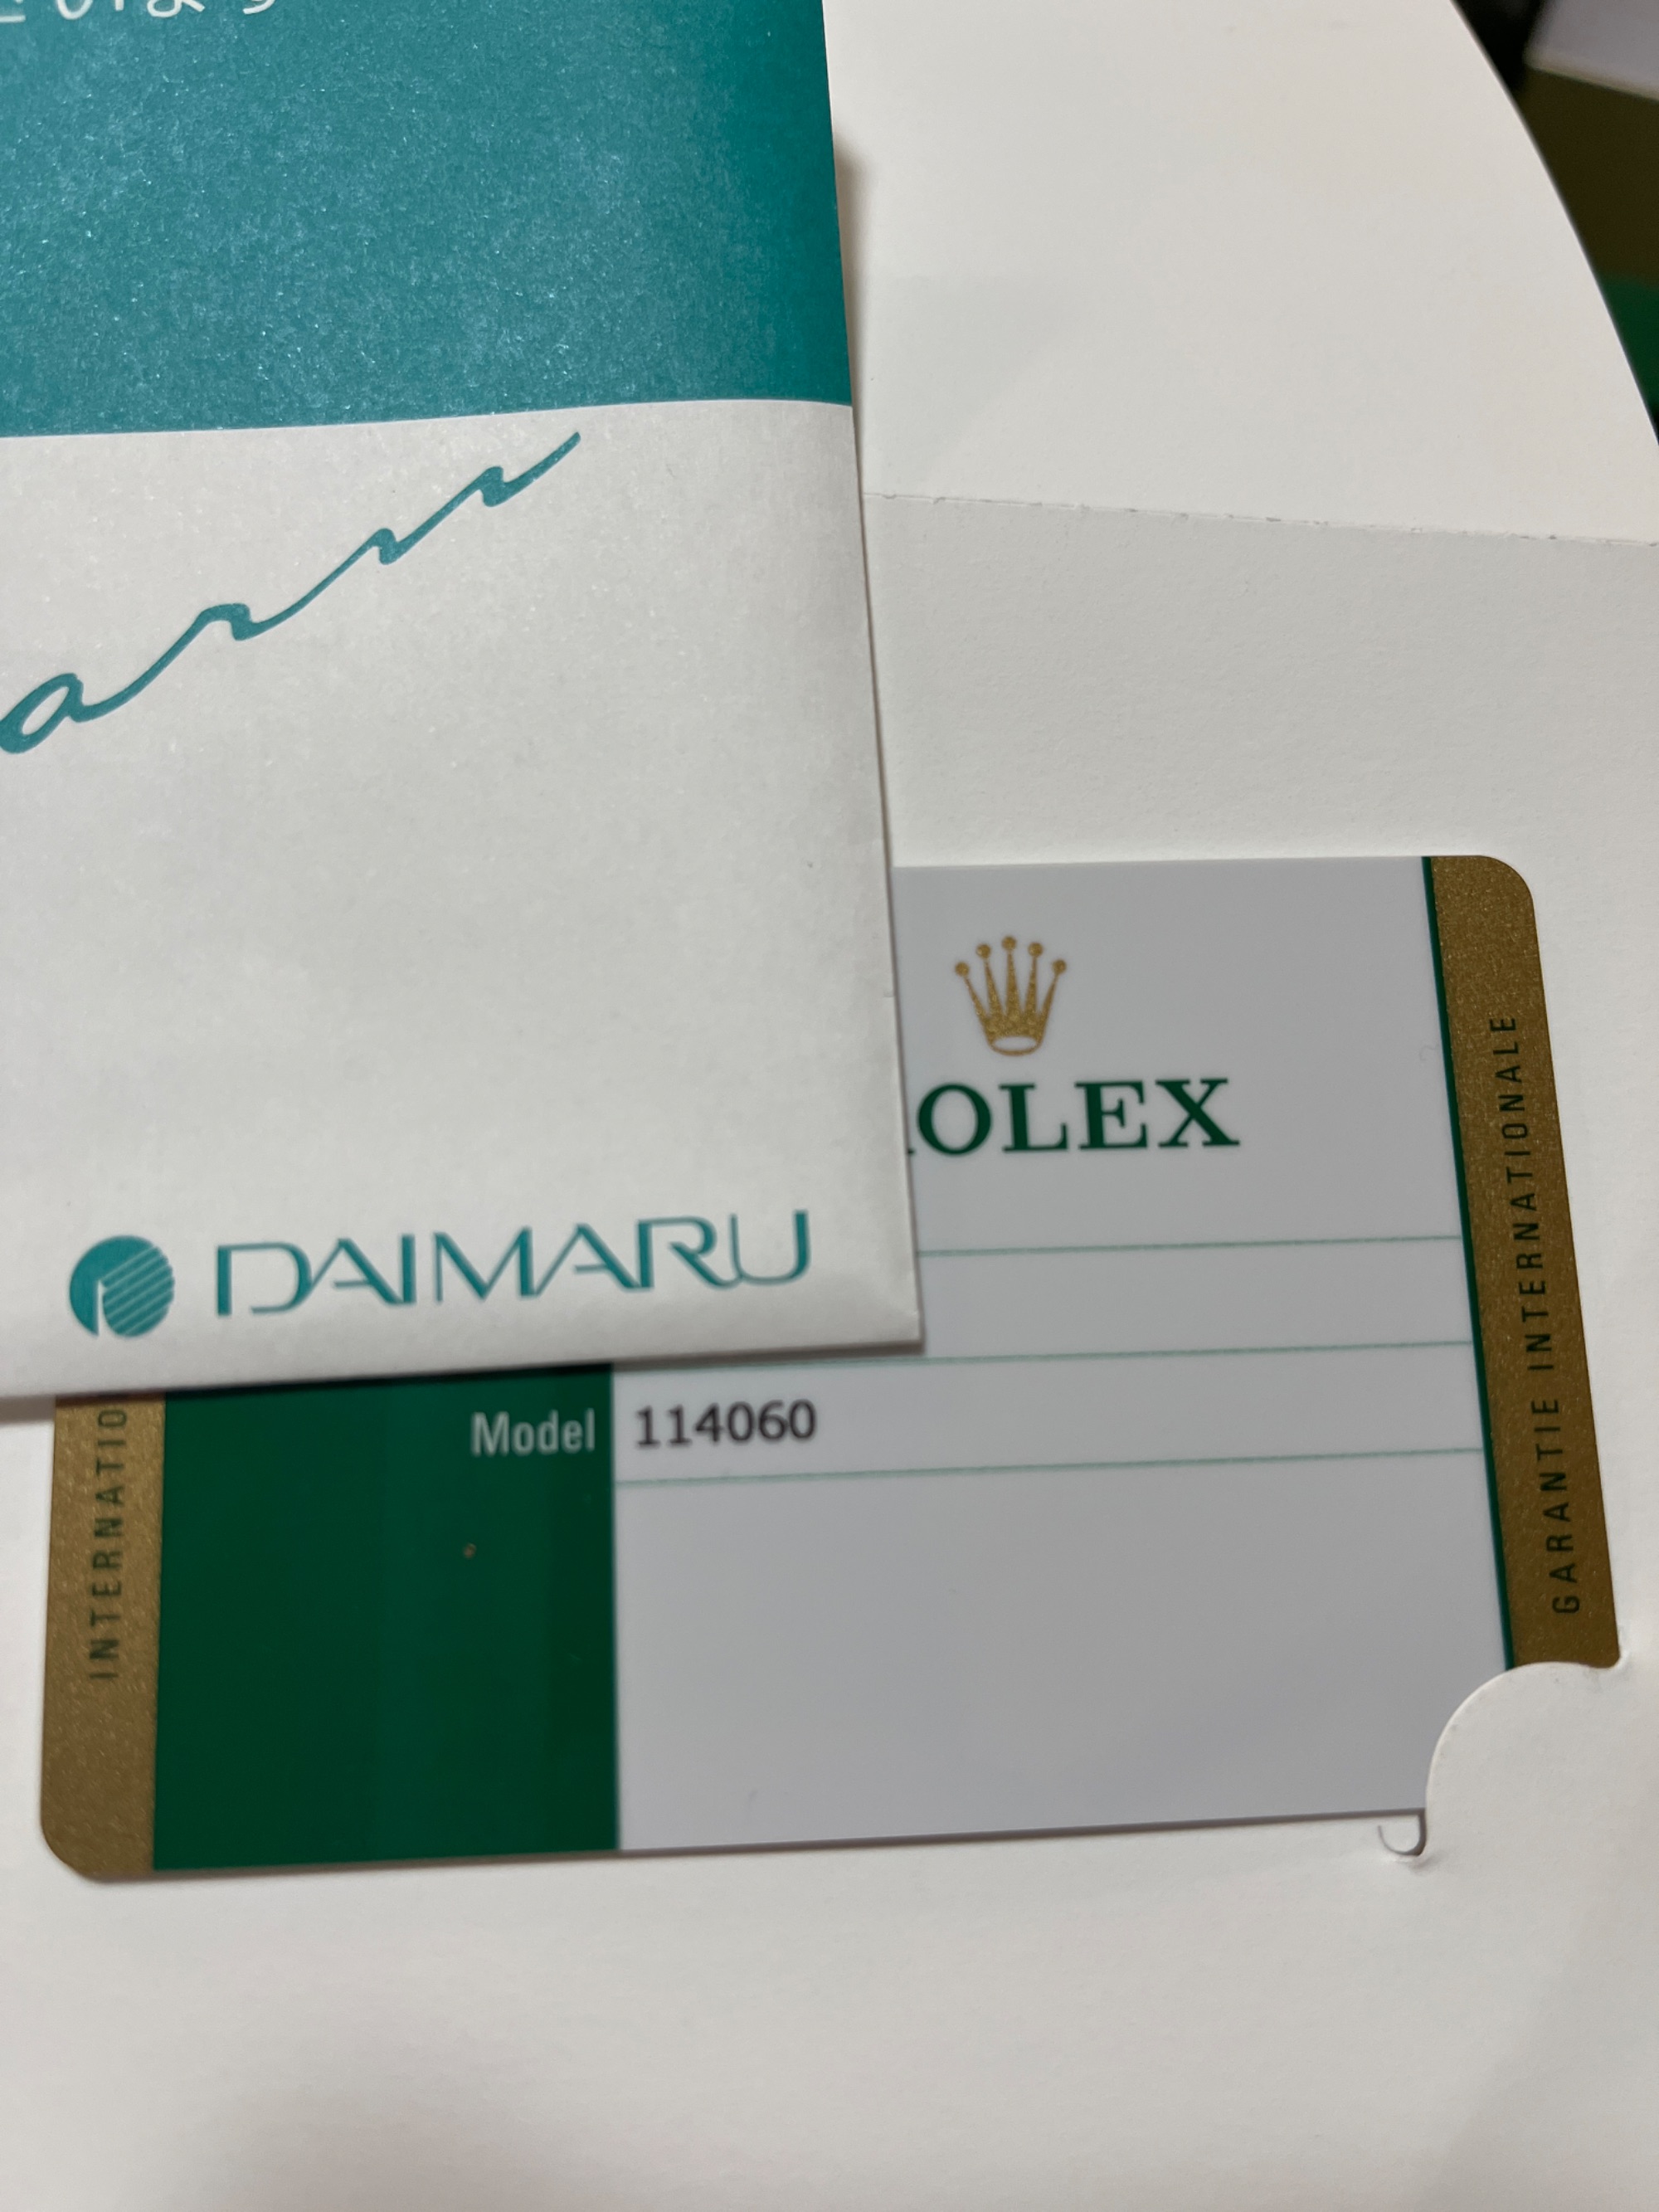 DAIMARU
OLEX
Model 114060
INTERNATIO
GARANTIE INTERNATIONALE